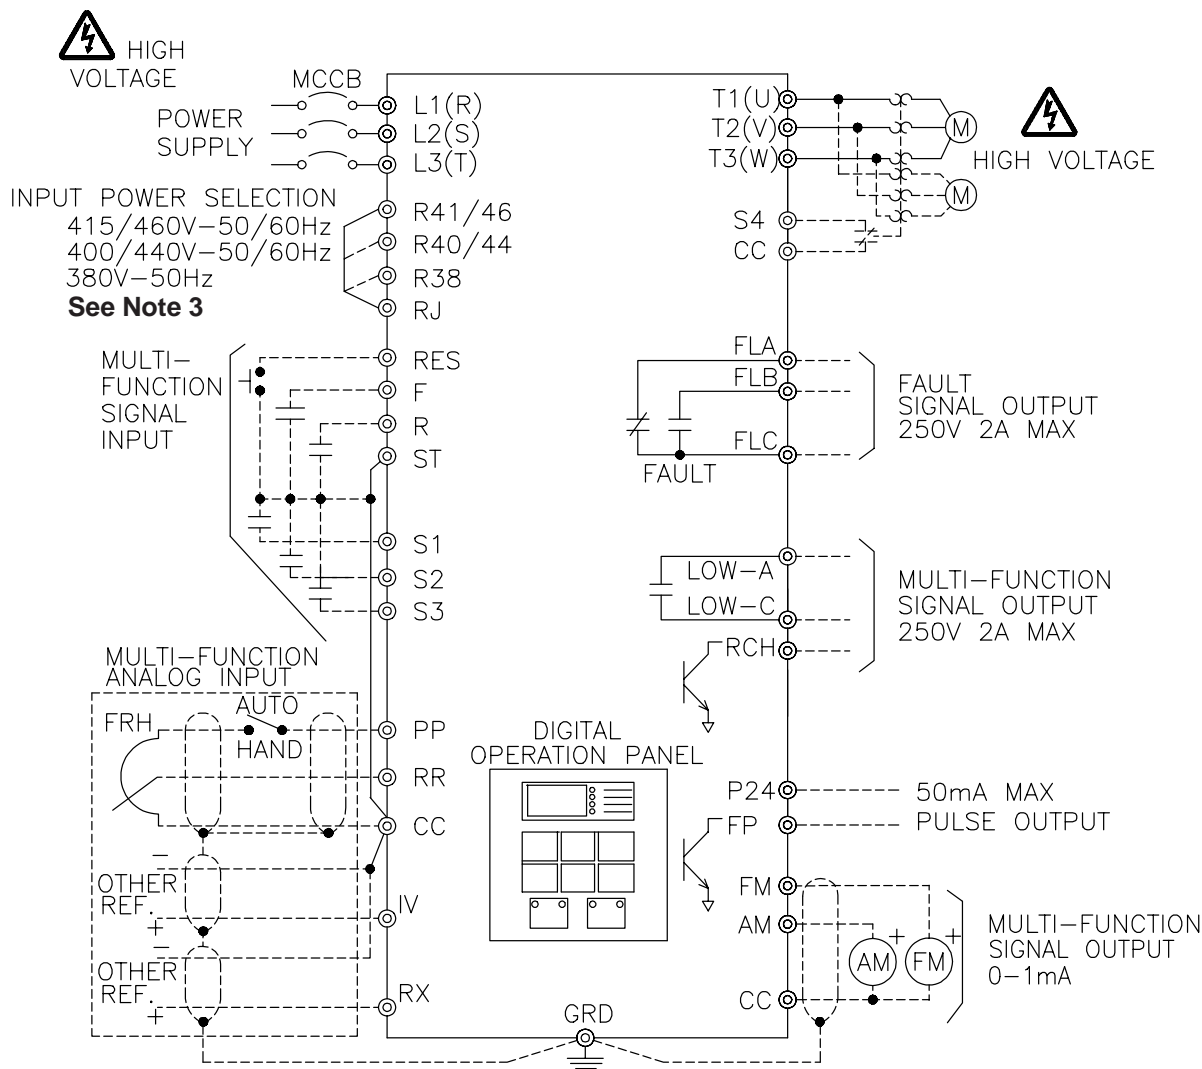 HIGH
VOLTAGE
MCCB
POWER
SUPPLY
L1(R)
L2(S)
L3(T)
INPUT POWER SELECTION
415/460V-50/60Hz
400/440V-50/60Hz
380V-50Hz
See Note 3
R41/46
R40/44
R38
RJ
MULTI-
FUNCTION
SIGNAL
INPUT
RES
F
R
ST
S1
S2
S3
MULTI-FUNCTION
ANALOG INPUT
AUTO
FRH
HAND
PP
RR
CC
-
OTHER
REF.
+
IV
-
OTHER
REF.
+
RX
DIGITAL
OPERATION PANEL
GRD
T1(U)
T2(V)
T3(W)
M
M
HIGH VOLTAGE
S4
CC
FLA
FLB
FLC
FAULT
FAULT
SIGNAL OUTPUT
250V 2A MAX
LOW-A
LOW-C
RCH
MULTI-FUNCTION
SIGNAL OUTPUT
250V 2A MAX
P24
50mA MAX
FP
PULSE OUTPUT
FM
AM
CC
+
AM
+
FM
MULTI-FUNCTION
SIGNAL OUTPUT
0-1mA